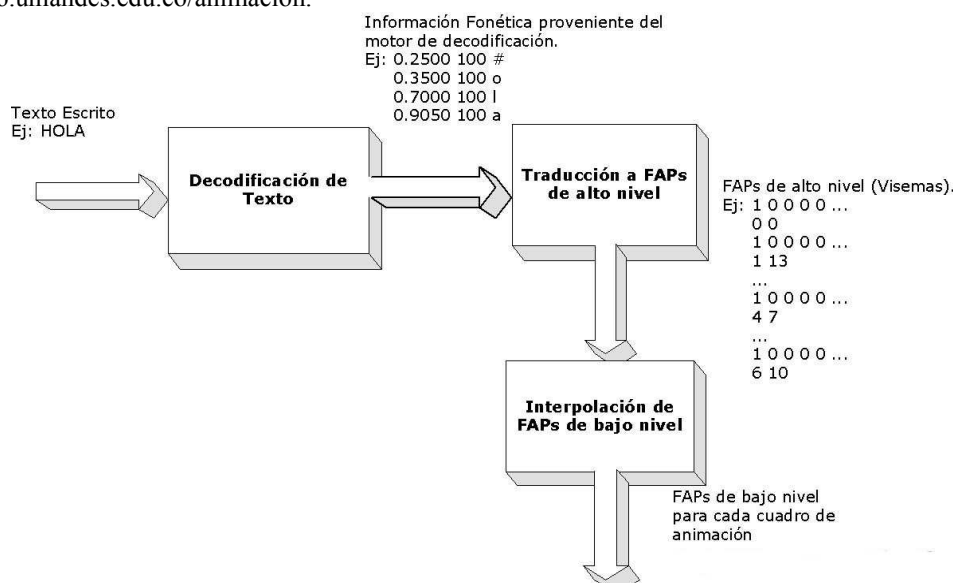 o.uniandes.edu.co/animacion.
Información Fonética proveniente del
motor de decodificación.
Ej: 0.2500 100 #
0.3500 100 o
0.7000 100 l
0.9050 100 a
Texto Escrito
Ej: HOLA
Decodificación de
Texto
Traducción a FAPs
de alto nivel
FAPs de alto nivel (Visemas).
Ej: 1 0 0 0 0 ...
0 0
1 0 0 0 0 ...
1 13
...
1 0 0 0 0 ...
4 7
...
1 0 0 0 0 ...
6 10
Interpolación de
FAPs de bajo nivel
FAPs de bajo nivel
para cada cuadro de
animación